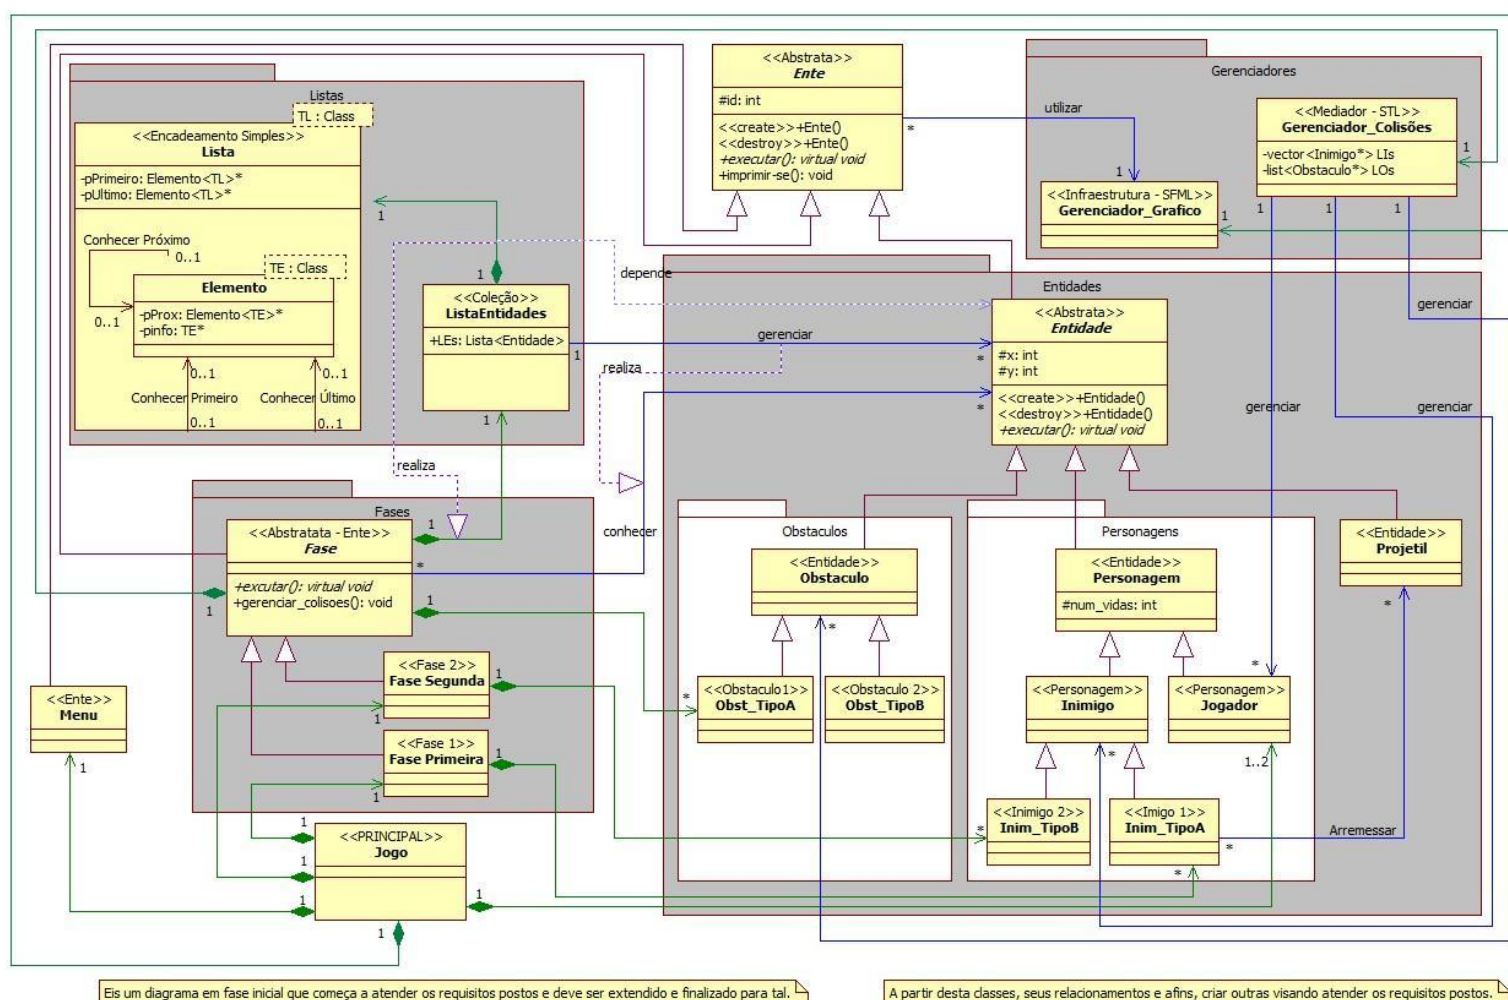 <<Abstrata>>
Ente
#id: int
<<create>>+Ente()
<<destroy>>+Ente()
+executar(): virtual void
+imprimir-se(): void
*
utilizar
1
Gerenciadores
<<Mediador - STL>>
Gerenciador_Colisões
-vector<Inimigo*> LIs
-list<Obstaculo*> LOs
1
1
1
1
<<Infraestrutura - SFML>>
Gerenciador_Grafico
1
Listas
TL : Class
<<Encadeamento Simples>>
Lista
-pPrimeiro: Elemento<TL>*
-pUltimo: Elemento<TL>*
1
Conhecer Próximo
0..1
TE : Class
Elemento
-pProx: Elemento<TE>*
-pinfo: TE*
0..1
0..1
0..1
Conhecer Primeiro
Conhecer Último
0..1
0..1
1
<<Coleção>>
ListaEntidades
+LEs: Lista<Entidade>
1
1
depende
gerenciar
realiza
realiza
conhecer
gerenciar
gerenciar
gerenciar
Entidades
<<Abstrata>>
Entidade
#x: int
#y: int
<<create>>+Entidade()
<<destroy>>+Entidade()
+executar(): virtual void
*
*
Fases
<<Abstratata - Ente>>
Fase
+excutar(): virtual void
+gerenciar_colisoes(): void
1
*
1
1
<<Fase 2>>
Fase Segunda
1
1
<<Fase 1>>
Fase Primeira
1
1
<<Ente>>
Menu
1
<<PRINCIPAL>>
Jogo
1
1
1
1
1
Obstaculos
<<Entidade>>
Obstaculo
*
<<Obstaculo1>>
Obst_TipoA
*
<<Obstaculo 2>>
Obst_TipoB
Personagens
<<Entidade>>
Personagem
#num_vidas: int
<<Personagem>>
Inimigo
*
<<Personagem>>
Jogador
*
1..2
<<Inimigo 2>>
Inim_TipoB
*
<<Imigo 1>>
Inim_TipoA
*
*
Arremessar
<<Entidade>>
Projetil
*
Eis um diagrama em fase inicial que começa a atender os requisitos postos e deve ser extendido e finalizado para tal.
A partir desta classes, seus relacionamentos e afins, criar outras visando atender os requisitos postos.